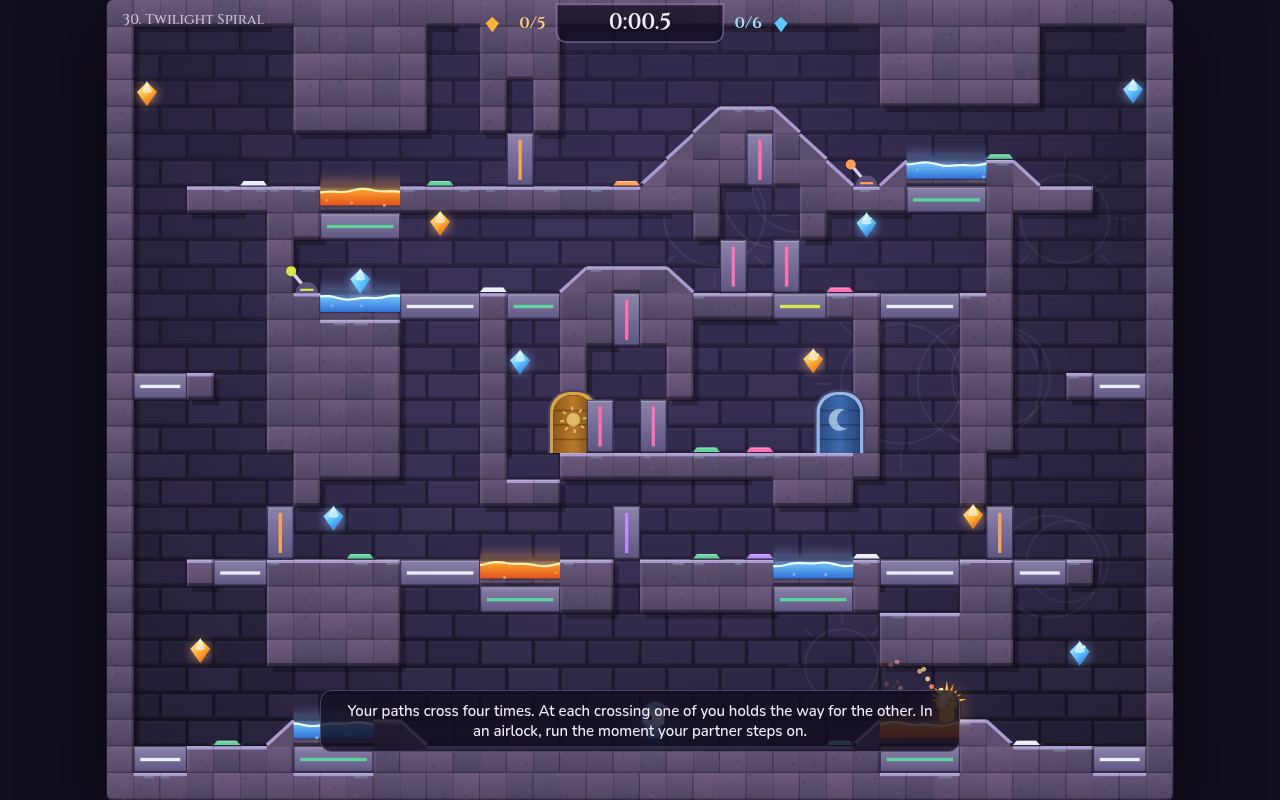 30. Twilight Spiral
0/5
0:00.5
0/6
Your paths cross four times. At each crossing one of you holds the way for the other. In
an airlock, run the moment your partner steps on.